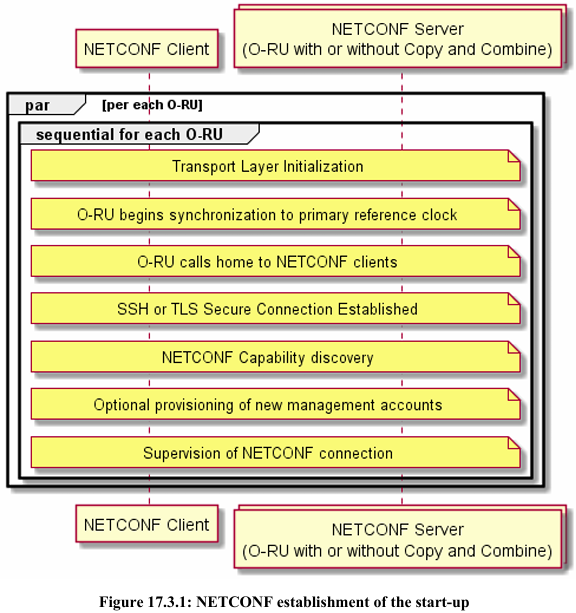 NETCONF Client
NETCONF Server
(O-RU with or without Copy and Combine)
par
[per each O-RU]
sequential for each O-RU
Transport Layer Initialization
O-RU begins synchronization to primary reference clock
O-RU calls home to NETCONF clients
SSH or TLS Secure Connection Established
NETCONF Capability discovery
Optional provisioning of new management accounts
Supervision of NETCONF connection
NETCONF Client
NETCONF Server
(O-RU with or without Copy and Combine)
Figure 17.3.1: NETCONF establishment of the start-up